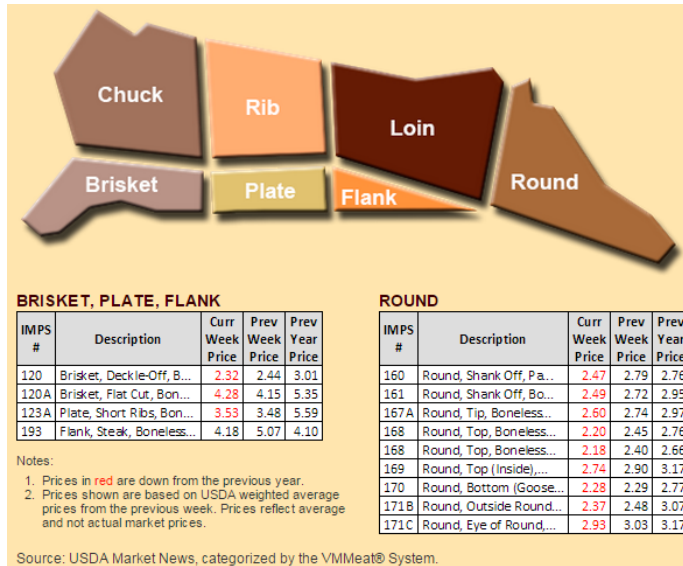 Chuck
Rib
Loin
Brisket
Plate
Flank
Round
BRISKET, PLATE, FLANK
IMPS # Description Curr Week Price Prev Week Price Prev Year Price
120 Brisket, Deckle-Off, B... 2.32 2.44 3.01
120A Brisket, Flat Cut, Bon... 4.28 4.15 5.35
123A Plate, Short Ribs, Bon... 3.53 3.48 5.59
193 Flank, Steak, Boneless... 4.18 5.07 4.10
Notes:
1. Prices in red are down from the previous year.
2. Prices shown are based on USDA weighted average
prices from the previous week. Prices reflect average
and not actual market prices.
ROUND
IMPS # Description Curr Week Price Prev Week Price Prev Year Price
160 Round, Shank Off, Pa... 2.47 2.79 2.76
161 Round, Shank Off, Bo... 2.49 2.72 2.95
167A Round, Tip, Boneless... 2.60 2.74 2.97
168 Round, Top, Boneless... 2.20 2.45 2.76
168 Round, Top, Boneless... 2.18 2.40 2.66
169 Round, Top (Inside),... 2.74 2.90 3.17
170 Round, Bottom (Goose... 2.28 2.29 2.77
171B Round, Outside Round... 2.37 2.48 3.07
171C Round, Eye of Round,... 2.93 3.03 3.17
Source: USDA Market News, categorized by the VMMeat® System.